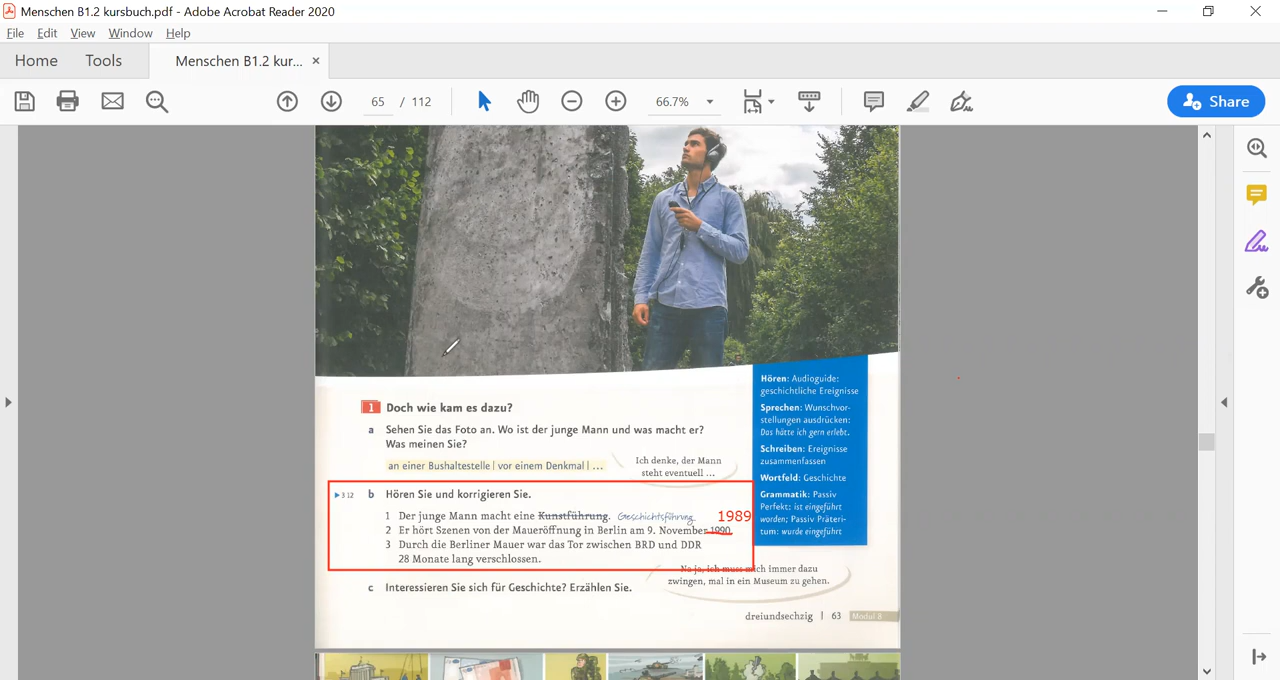 Menschen B1.2 kursbuch.pdf - Adobe Acrobat Reader 2020
File Edit View Window Help
Home Tools Menschen B1.2 kur... ×
65 / 112 66.7% Share
Hören: Audioguide:
geschichtliche Ereignisse
Sprechen: Wunschvor-
stellungen ausdrücken:
Das hätte ich gern erlebt.
Schreiben: Ereignisse
zusammenfassen
Wortfeld: Geschichte
Grammatik: Passiv
Perfekt: ist eingeführt
worden; Passiv Präteri-
tum: wurde eingeführt
1 Doch wie kam es dazu?
a Sehen Sie das Foto an. Wo ist der junge Mann und was macht er?
Was meinen Sie?
an einer Bushaltestelle | vor einem Denkmal | ...
Ich denke, der Mann
steht eventuell ...
▶ 3 12 b Hören Sie und korrigieren Sie.
1 Der junge Mann macht eine Kunstführung. Geschichtsführung 1989
2 Er hört Szenen von der Maueröffnung in Berlin am 9. November 1990.
3 Durch die Berliner Mauer war das Tor zwischen BRD und DDR
28 Monate lang verschlossen.
Na ja, ich muss mich immer dazu
zwingen, mal in ein Museum zu gehen.
c Interessieren Sie sich für Geschichte? Erzählen Sie.
dreiundsechzig | 63 Modul 8